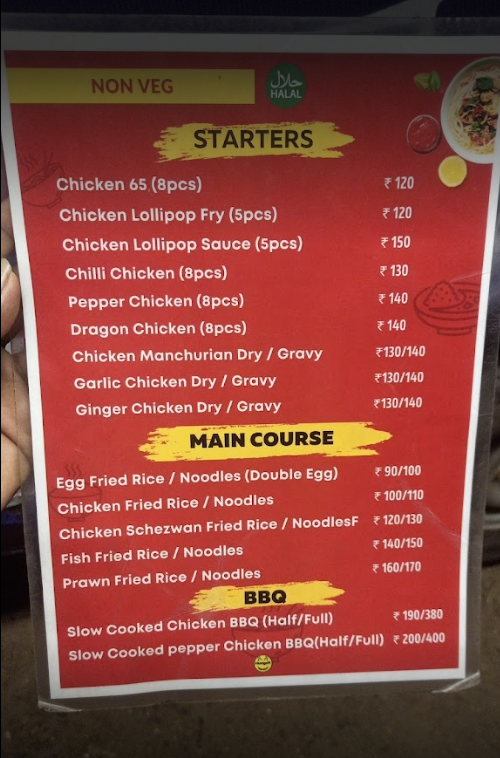 NON VEG
حلال
HALAL
STARTERS
Chicken 65 (8pcs) ₹ 120
Chicken Lollipop Fry (5pcs) ₹ 120
Chicken Lollipop Sauce (5pcs) ₹ 150
Chilli Chicken (8pcs) ₹ 130
Pepper Chicken (8pcs) ₹ 140
Dragon Chicken (8pcs) ₹ 140
Chicken Manchurian Dry / Gravy ₹130/140
Garlic Chicken Dry / Gravy ₹130/140
Ginger Chicken Dry / Gravy ₹130/140
MAIN COURSE
Egg Fried Rice / Noodles (Double Egg) ₹ 90/100
Chicken Fried Rice / Noodles ₹ 100/110
Chicken Schezwan Fried Rice / NoodlesF ₹ 120/130
Fish Fried Rice / Noodles ₹ 140/150
Prawn Fried Rice / Noodles ₹ 160/170
BBQ
Slow Cooked Chicken BBQ (Half/Full) ₹ 190/380
Slow Cooked pepper Chicken BBQ(Half/Full) ₹ 200/400